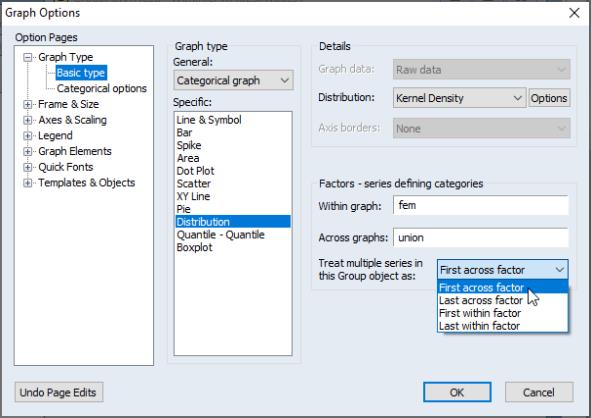 Graph Options
Option Pages
Graph Type
Basic type
Categorical options
Frame & Size
Axes & Scaling
Legend
Graph Elements
Quick Fonts
Templates & Objects
Graph type
General:
Categorical graph
Specific:
Line & Symbol
Bar
Spike
Area
Dot Plot
Scatter
XY Line
Pie
Distribution
Quantile - Quantile
Boxplot
Details
Graph data: Raw data
Distribution: Kernel Density Options
Axis borders: None
Factors - series defining categories
Within graph: fem
Across graphs: union
Treat multiple series in
this Group object as: First across factor
First across factor
Last across factor
First within factor
Last within factor
Undo Page Edits
OK
Cancel